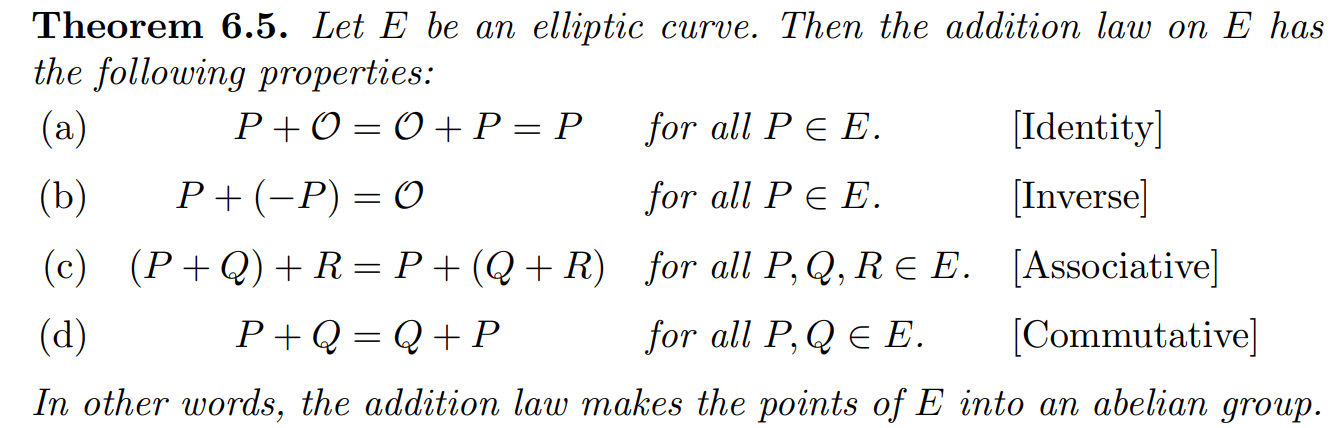 Theorem 6.5. Let E be an elliptic curve. Then the addition law on E has
the following properties:
(a) P + 𝒪 = 𝒪 + P = P for all P ∈ E. [Identity]
(b) P + (−P) = 𝒪 for all P ∈ E. [Inverse]
(c) (P + Q) + R = P + (Q + R) for all P, Q, R ∈ E. [Associative]
(d) P + Q = Q + P for all P, Q ∈ E. [Commutative]
In other words, the addition law makes the points of E into an abelian group.